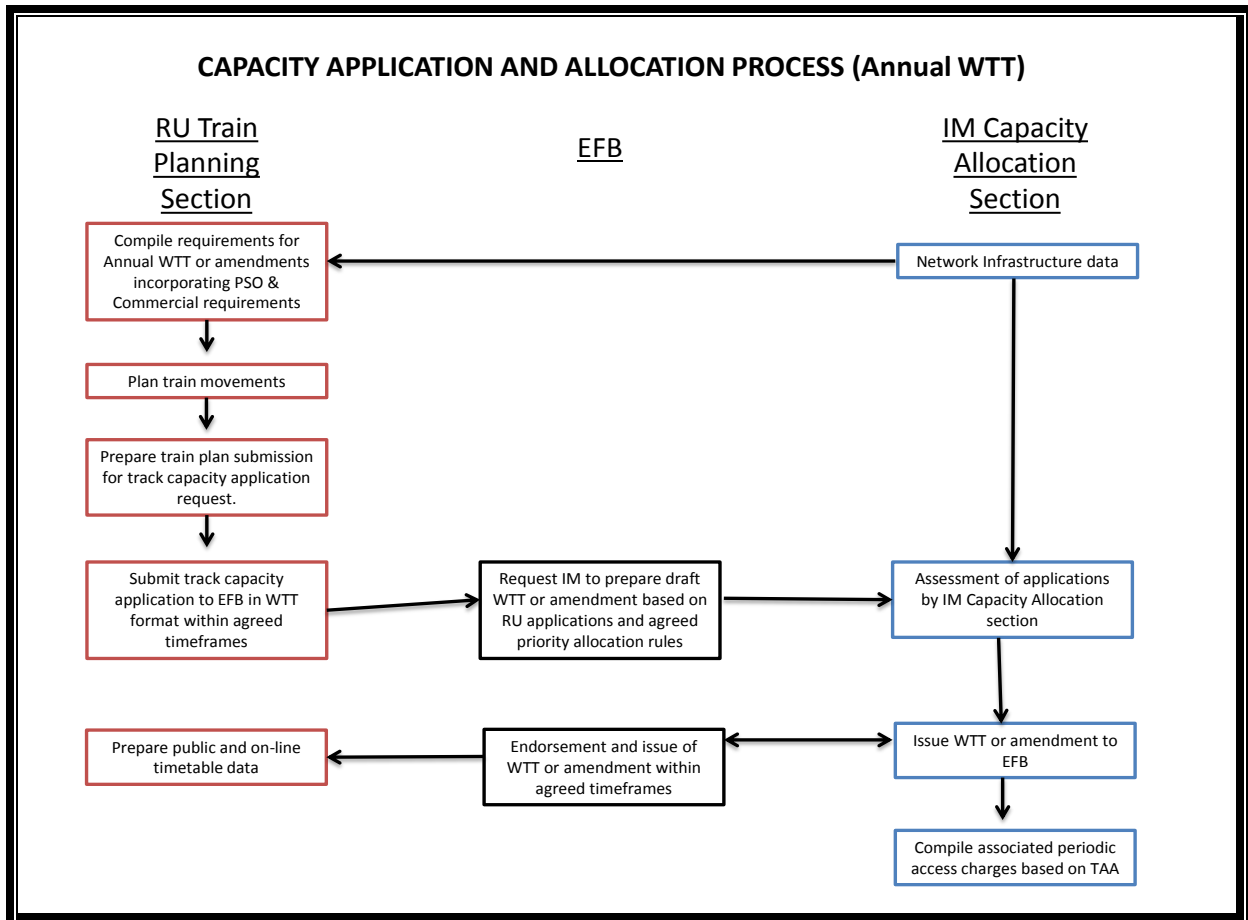 CAPACITY APPLICATION AND ALLOCATION PROCESS (Annual WTT)
RU Train
Planning
Section
EFB
IM Capacity
Allocation
Section
Compile requirements for
Annual WTT or amendments
incorporating PSO &
Commercial requirements
Network Infrastructure data
Plan train movements
Prepare train plan submission
for track capacity application
request.
Submit track capacity
application to EFB in WTT
format within agreed
timeframes
Request IM to prepare draft
WTT or amendment based on
RU applications and agreed
priority allocation rules
Assessment of applications
by IM Capacity Allocation
section
Prepare public and on-line
timetable data
Endorsement and issue of
WTT or amendment within
agreed timeframes
Issue WTT or amendment to
EFB
Compile associated periodic
access charges based on TAA